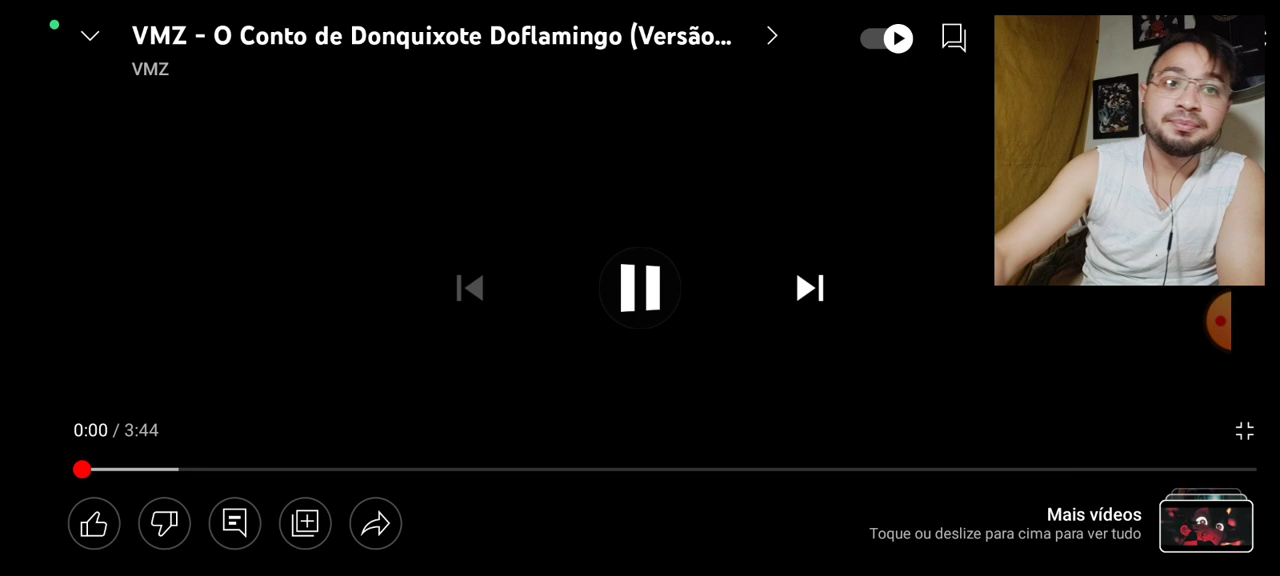 VMZ - O Conto de Donquixote Doflamingo (Versão...
VMZ
0:00 / 3:44
Mais vídeos
Toque ou deslize para cima para ver tudo